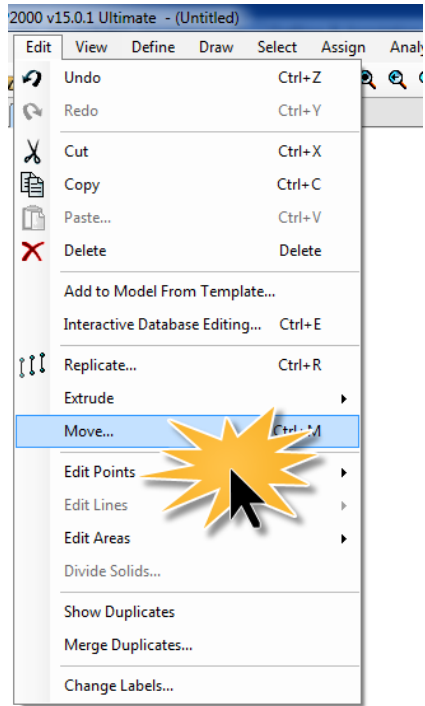 2000 v15.0.1 Ultimate - (Untitled)
Edit View Define Draw Select Assign Analy
Undo Ctrl+Z
Redo Ctrl+Y
Cut Ctrl+X
Copy Ctrl+C
Paste... Ctrl+V
Delete Delete
Add to Model From Template...
Interactive Database Editing... Ctrl+E
Replicate... Ctrl+R
Extrude
Move... Ctrl+M
Edit Points
Edit Lines
Edit Areas
Divide Solids...
Show Duplicates
Merge Duplicates...
Change Labels...